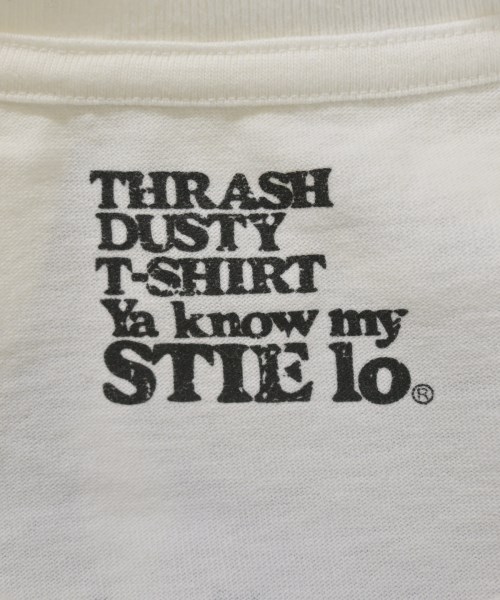 THRASH
DUSTY
T-SHIRT
Ya know my
STIE lo®